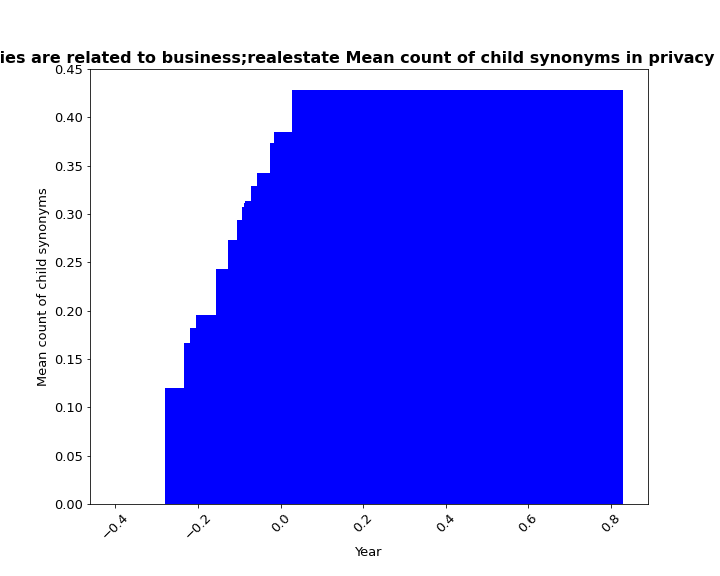 ies are related to business;realestate Mean count of child synonyms in privacy
0.45
0.40
0.35
0.30
0.25
0.20
0.15
0.10
0.05
0.00
Mean count of child synonyms
−0.4 −0.2 0.0 0.2 0.4 0.6 0.8
Year